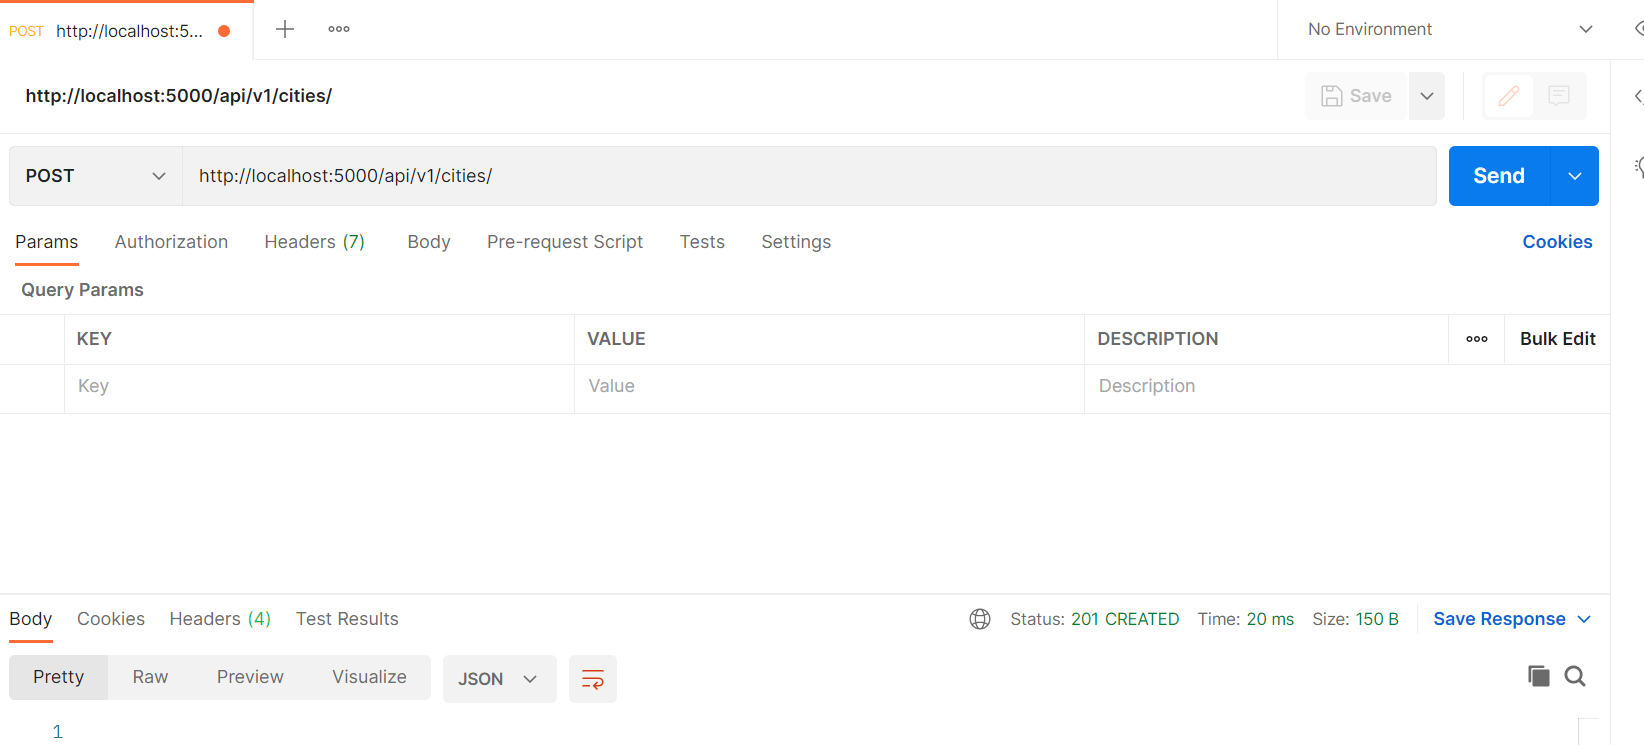 POST http://localhost:5... No Environment
http://localhost:5000/api/v1/cities/ Save
POST http://localhost:5000/api/v1/cities/ Send
Params Authorization Headers (7) Body Pre-request Script Tests Settings Cookies
Query Params
KEY VALUE DESCRIPTION Bulk Edit
Key Value Description
Body Cookies Headers (4) Test Results Status: 201 CREATED Time: 20 ms Size: 150 B Save Response
Pretty Raw Preview Visualize JSON
1